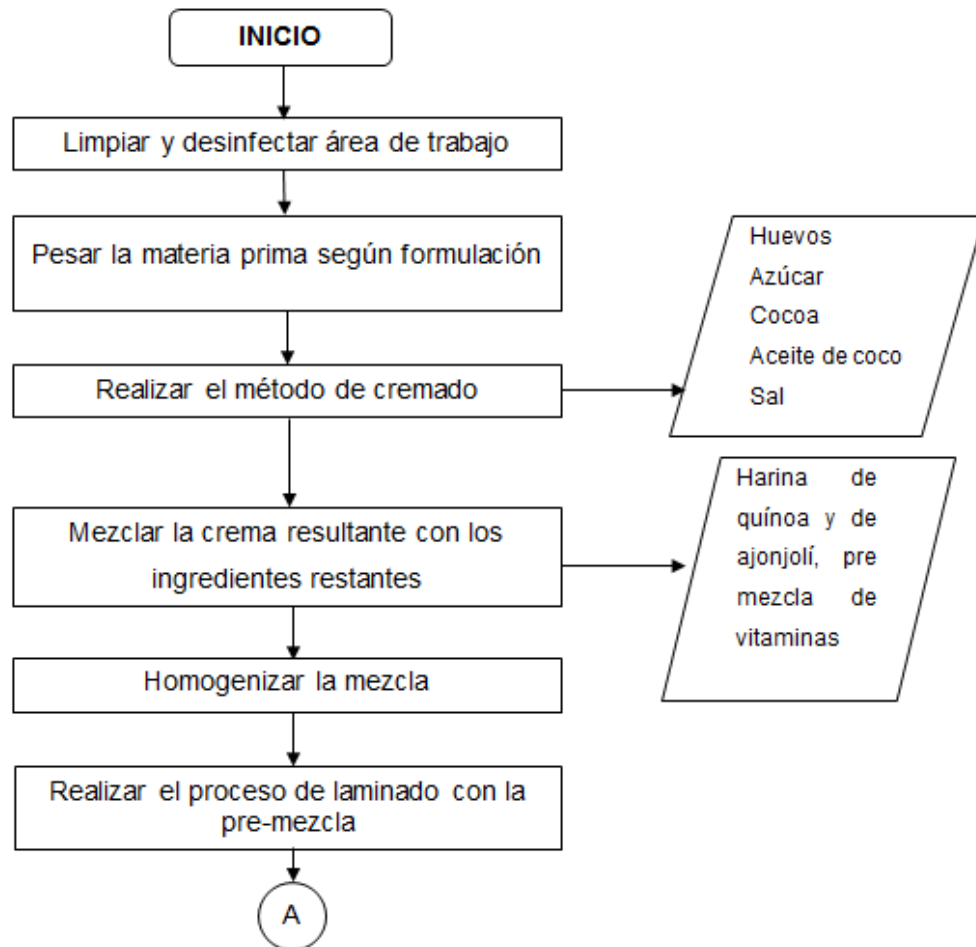 INICIO
Limpiar y desinfectar área de trabajo
Pesar la materia prima según formulación
Huevos
Azúcar
Cocoa
Aceite de coco
Sal
Realizar el método de cremado
Mezclar la crema resultante con los
ingredientes restantes
Harina de
quínoa y de
ajonjolí, pre
mezcla de
vitaminas
Homogenizar la mezcla
Realizar el proceso de laminado con la
pre-mezcla
A